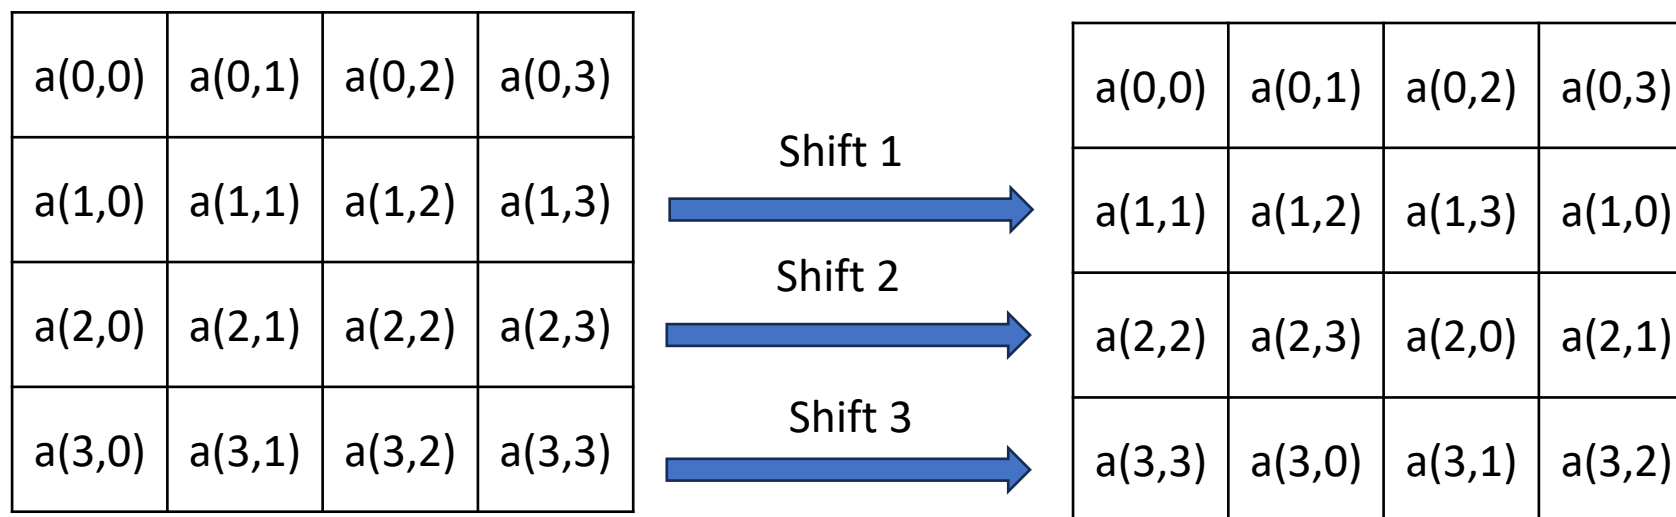 a(0,0) a(0,1) a(0,2) a(0,3)
a(1,0) a(1,1) a(1,2) a(1,3)
a(2,0) a(2,1) a(2,2) a(2,3)
a(3,0) a(3,1) a(3,2) a(3,3)
Shift 1
Shift 2
Shift 3
a(0,0) a(0,1) a(0,2) a(0,3)
a(1,1) a(1,2) a(1,3) a(1,0)
a(2,2) a(2,3) a(2,0) a(2,1)
a(3,3) a(3,0) a(3,1) a(3,2)